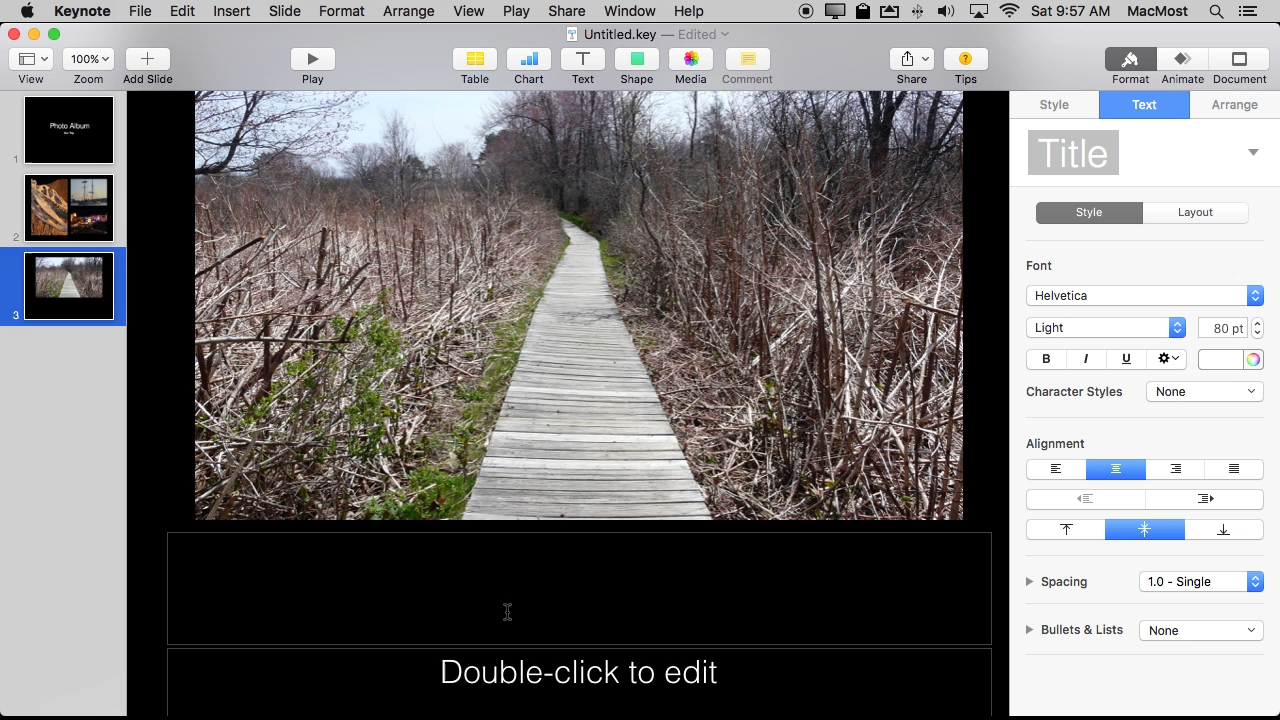 Keynote File Edit Insert Slide Format Arrange View Play Share Window Help Sat 9:57 AM MacMost
Untitled.key — Edited
100%
View Zoom Add Slide Play Table Chart Text Shape Media Comment Share Tips Format Animate Document
Style Text Arrange
Photo Album
1
Title
Style Layout
2
Font
Helvetica
3
Light 80 pt
B I U
Character Styles None
Alignment
Spacing 1.0 - Single
Bullets & Lists None
Double-click to edit